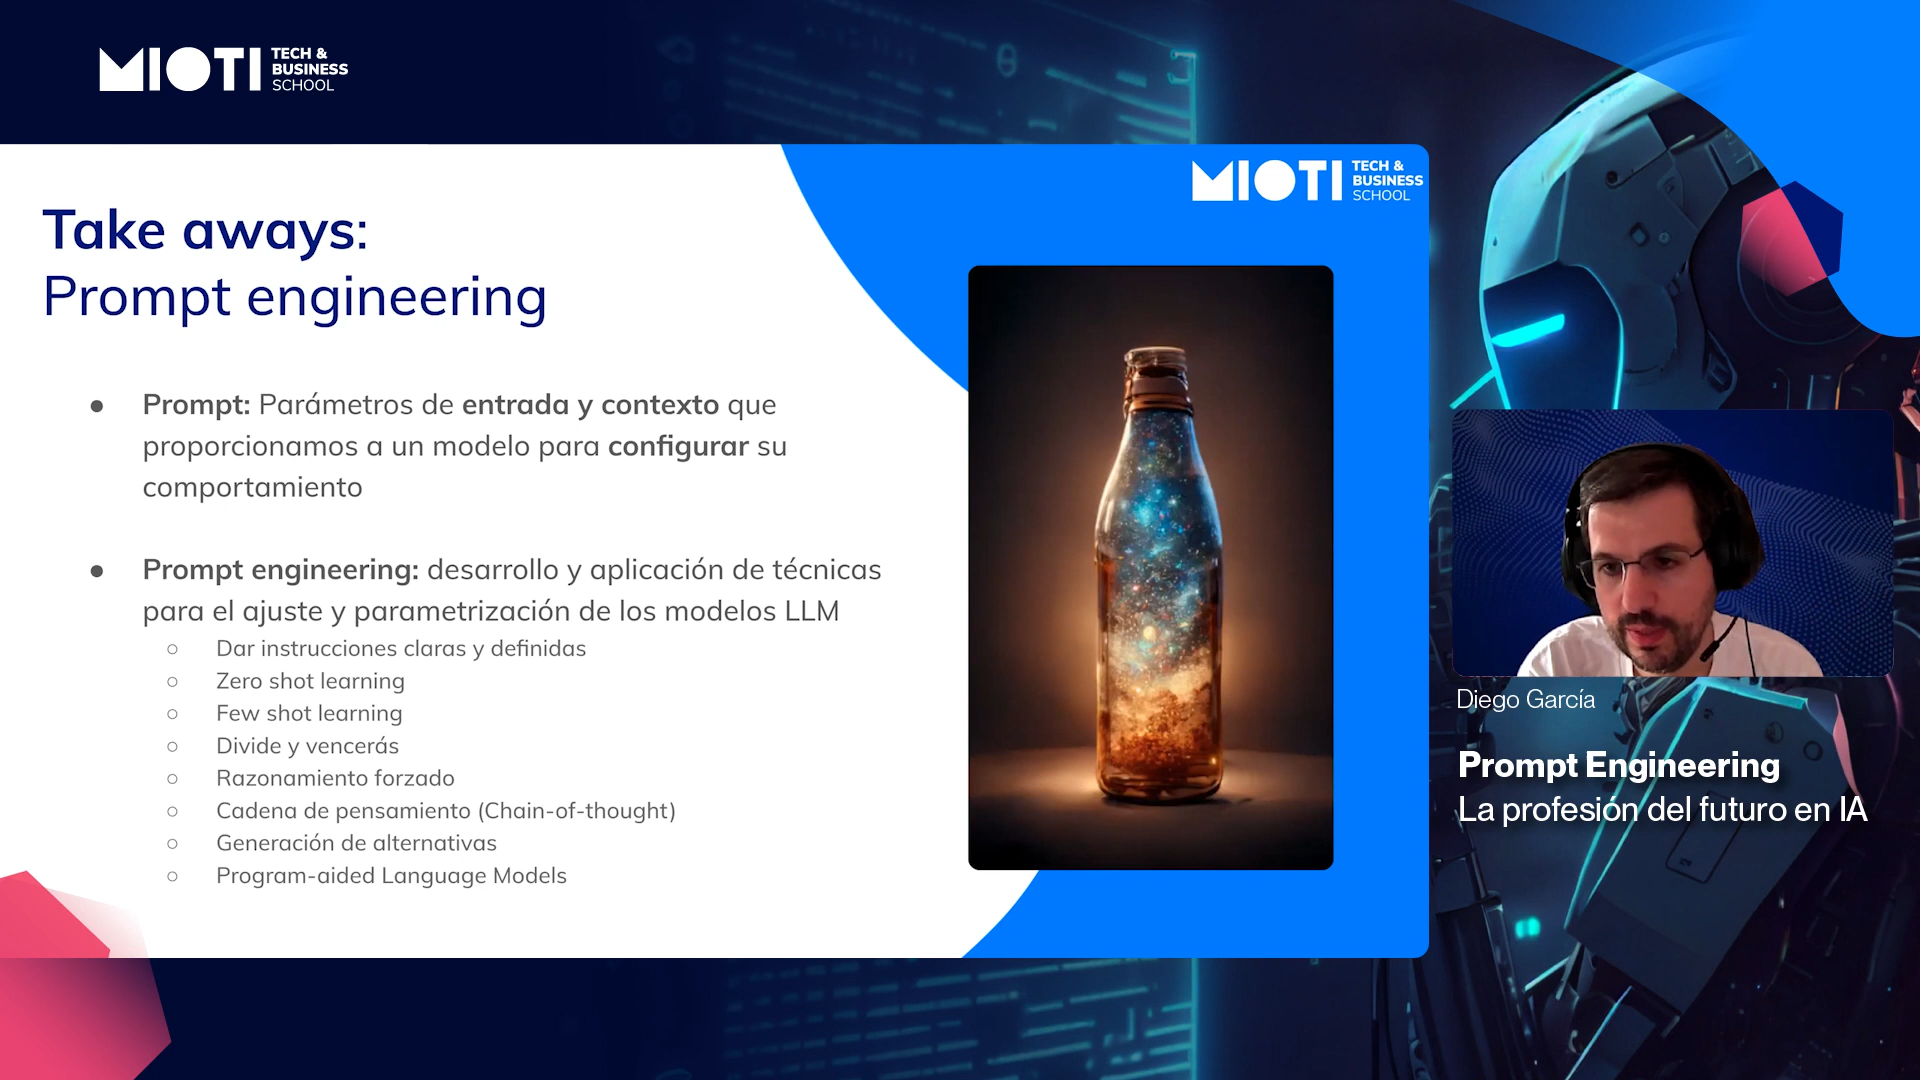 MIOTI TECH &
BUSINESS
SCHOOL
MIOTI TECH &
BUSINESS
SCHOOL
Take aways:
Prompt engineering
● Prompt: Parámetros de entrada y contexto que
proporcionamos a un modelo para configurar su
comportamiento
● Prompt engineering: desarrollo y aplicación de técnicas
para el ajuste y parametrización de los modelos LLM
○ Dar instrucciones claras y definidas
○ Zero shot learning
○ Few shot learning
○ Divide y vencerás
○ Razonamiento forzado
○ Cadena de pensamiento (Chain-of-thought)
○ Generación de alternativas
○ Program-aided Language Models
Diego García
Prompt Engineering
La profesión del futuro en IA